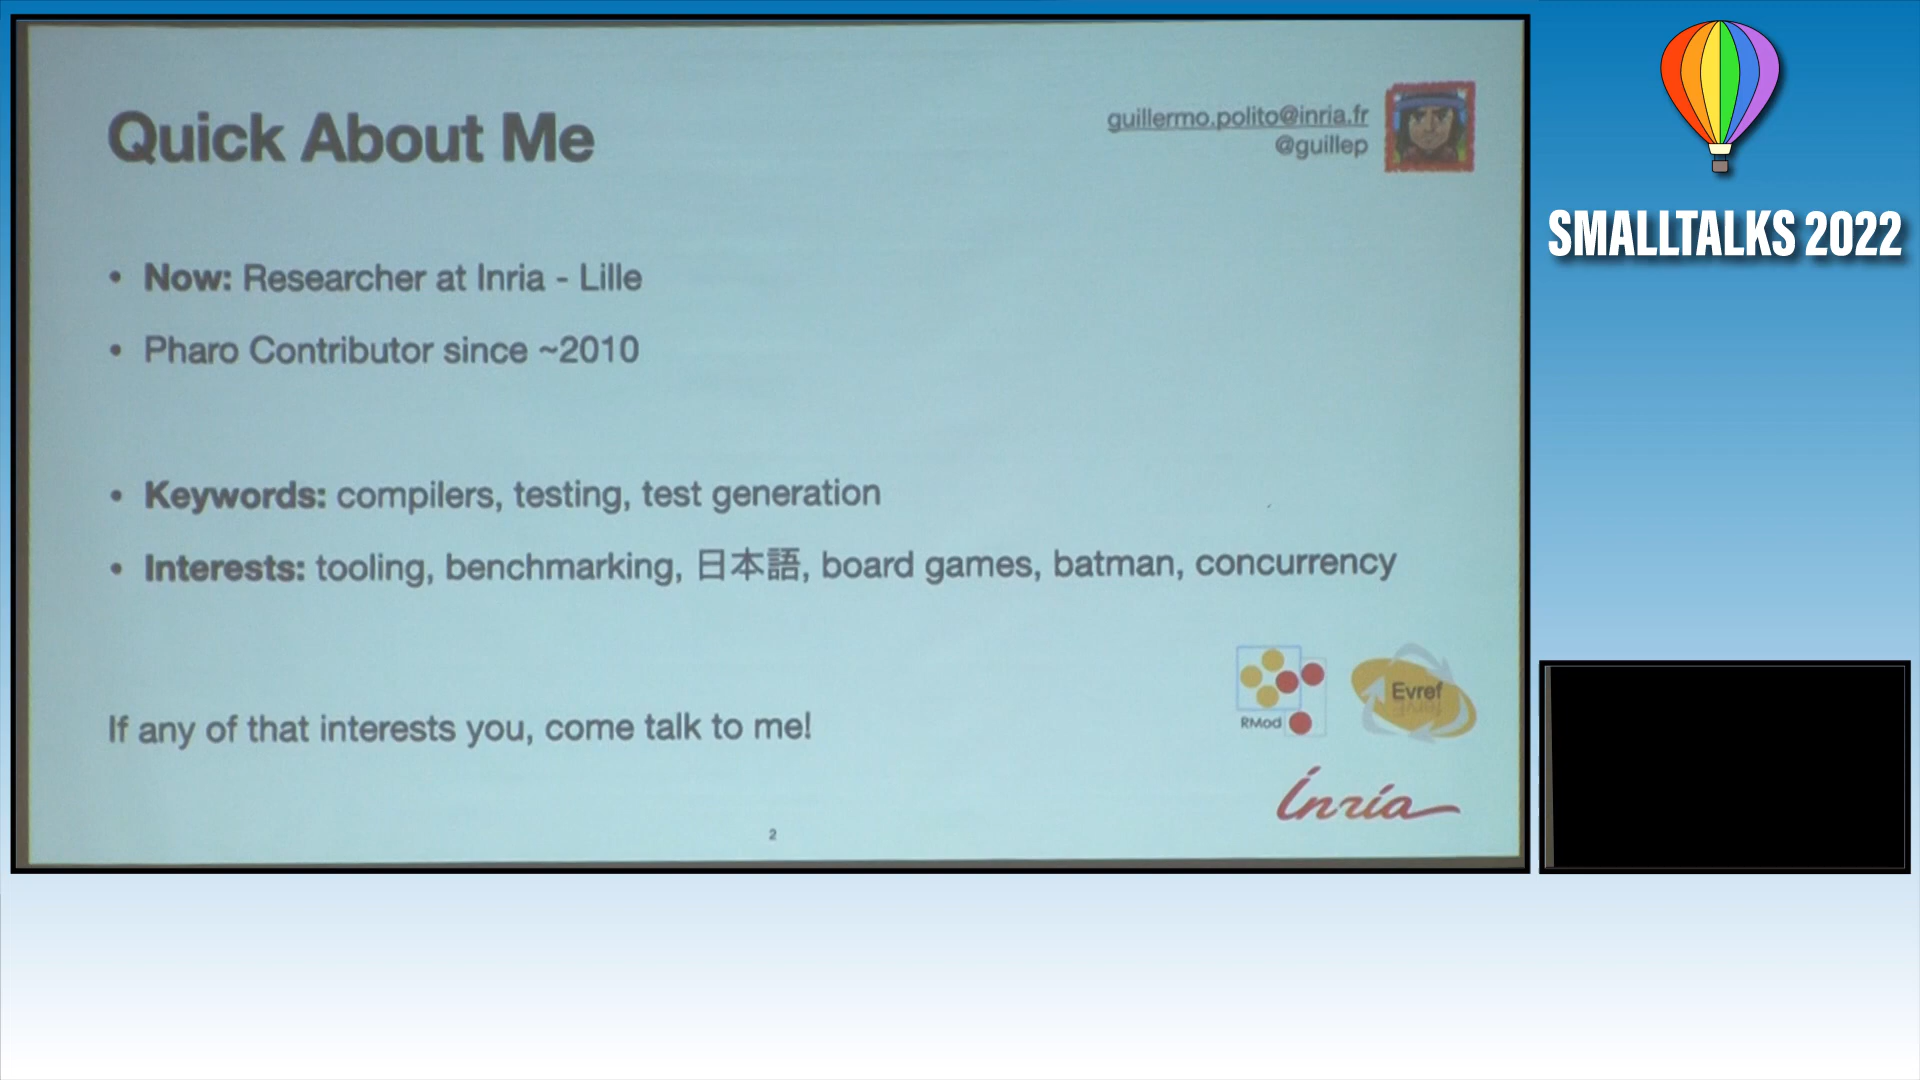 Quick About Me
guillermo.polito@inria.fr
@guillep
• Now: Researcher at Inria - Lille
• Pharo Contributor since ~2010
• Keywords: compilers, testing, test generation
• Interests: tooling, benchmarking, 日本語, board games, batman, concurrency
If any of that interests you, come talk to me!
RMod
Evref
Inria
2
SMALLTALKS 2022